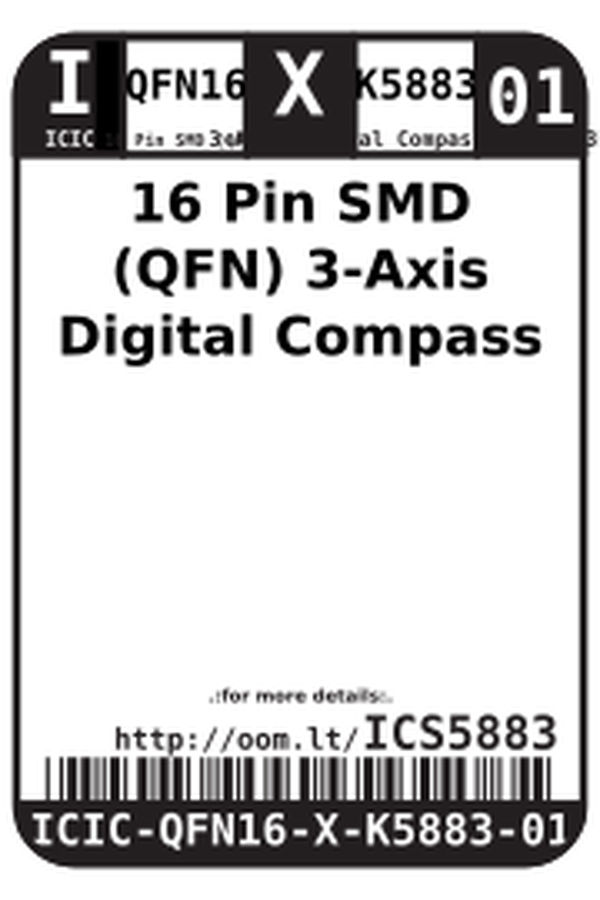 I QFN16 X K5883 01
ICIC Pin SMD al Compas
16 Pin SMD
(QFN) 3-Axis
Digital Compass
.:for more details:.
http://oom.lt/ICS5883
ICIC-QFN16-X-K5883-01